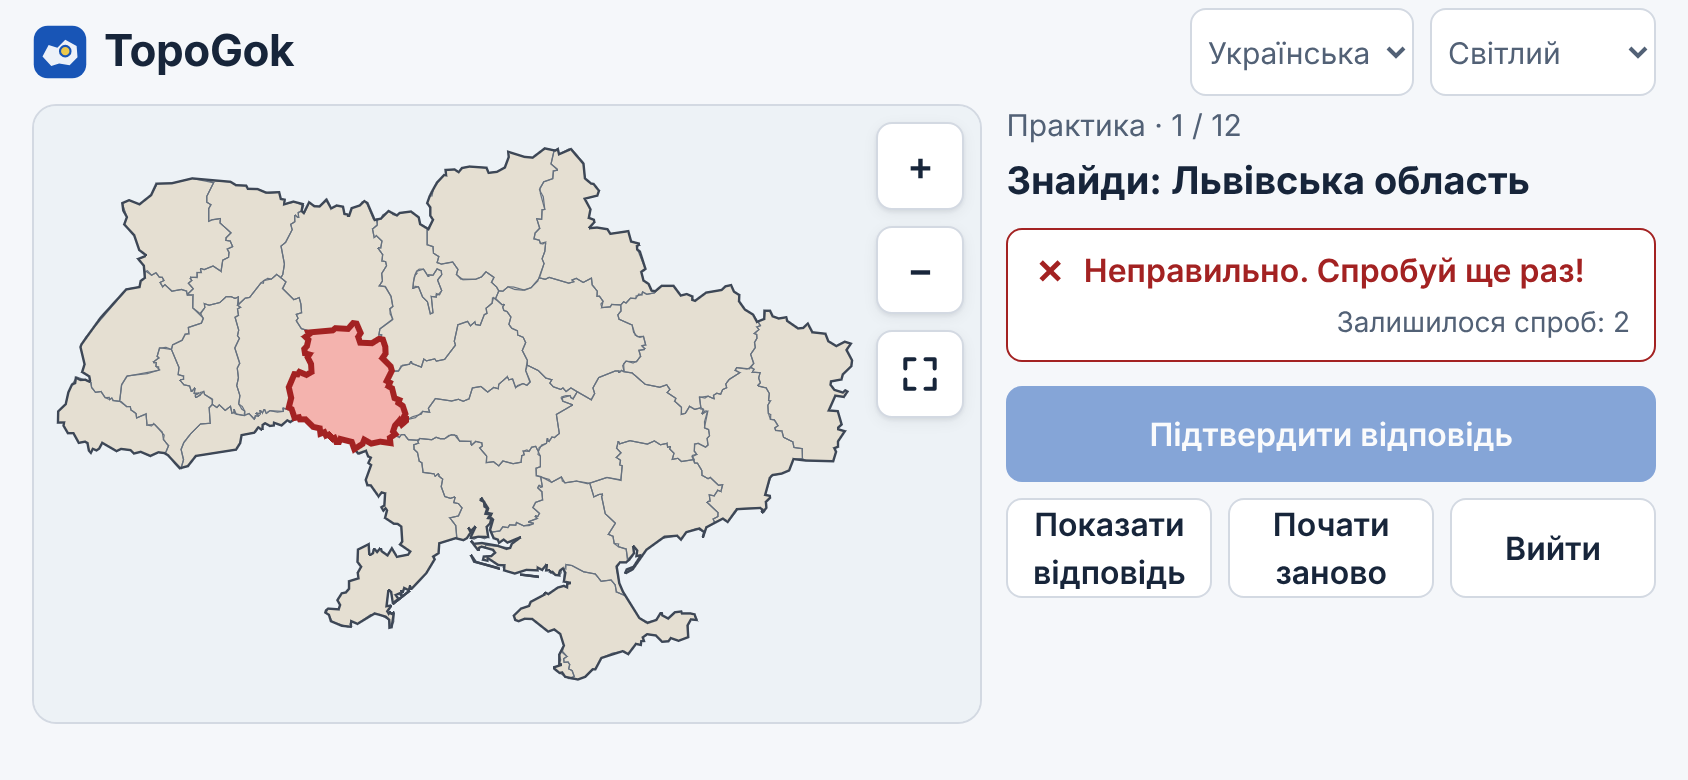 TopoGok
Українська
Світлий
+
−
Практика · 1 / 12
Знайди: Львівська область
Неправильно. Спробуй ще раз!
Залишилося спроб: 2
Підтвердити відповідь
Показати
відповідь
Почати
заново
Вийти